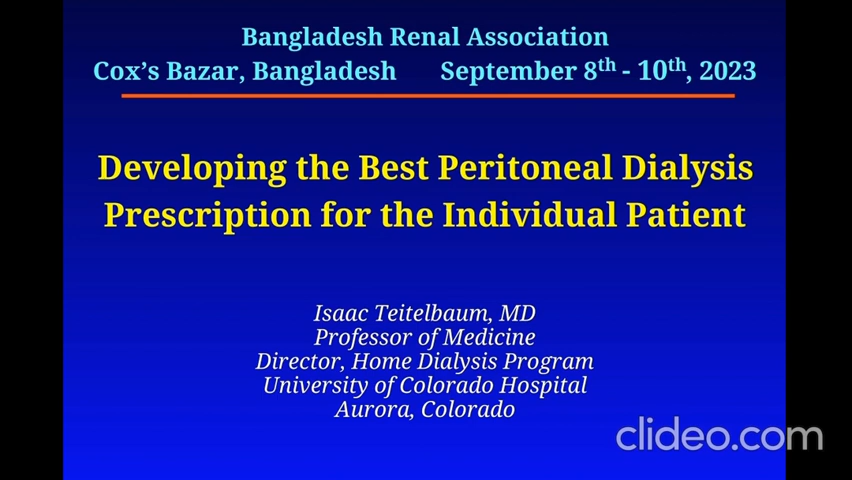 Bangladesh Renal Association
Cox's Bazar, Bangladesh September 8th - 10th, 2023
Developing the Best Peritoneal Dialysis
Prescription for the Individual Patient
Isaac Teitelbaum, MD
Professor of Medicine
Director, Home Dialysis Program
University of Colorado Hospital
Aurora, Colorado
clideo.com